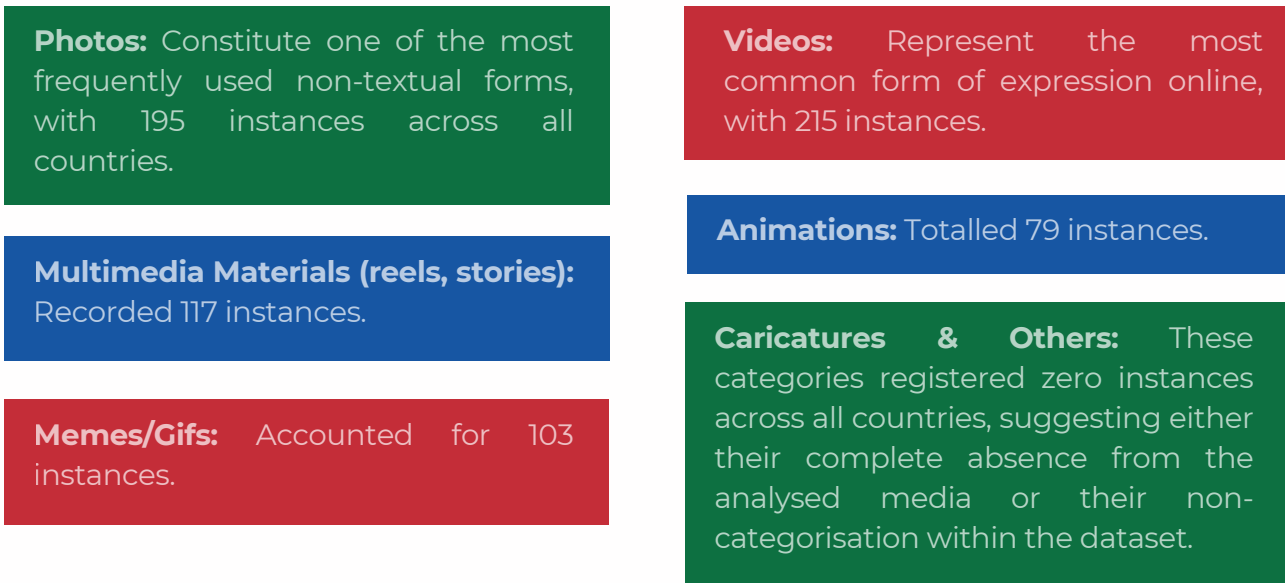 Photos: Constitute one of the most
frequently used non-textual forms,
with 195 instances across all
countries.
Multimedia Materials (reels, stories):
Recorded 117 instances.
Memes/Gifs: Accounted for 103
instances.
Videos: Represent the most
common form of expression online,
with 215 instances.
Animations: Totalled 79 instances.
Caricatures & Others: These
categories registered zero instances
across all countries, suggesting either
their complete absence from the
analysed media or their non-
categorisation within the dataset.